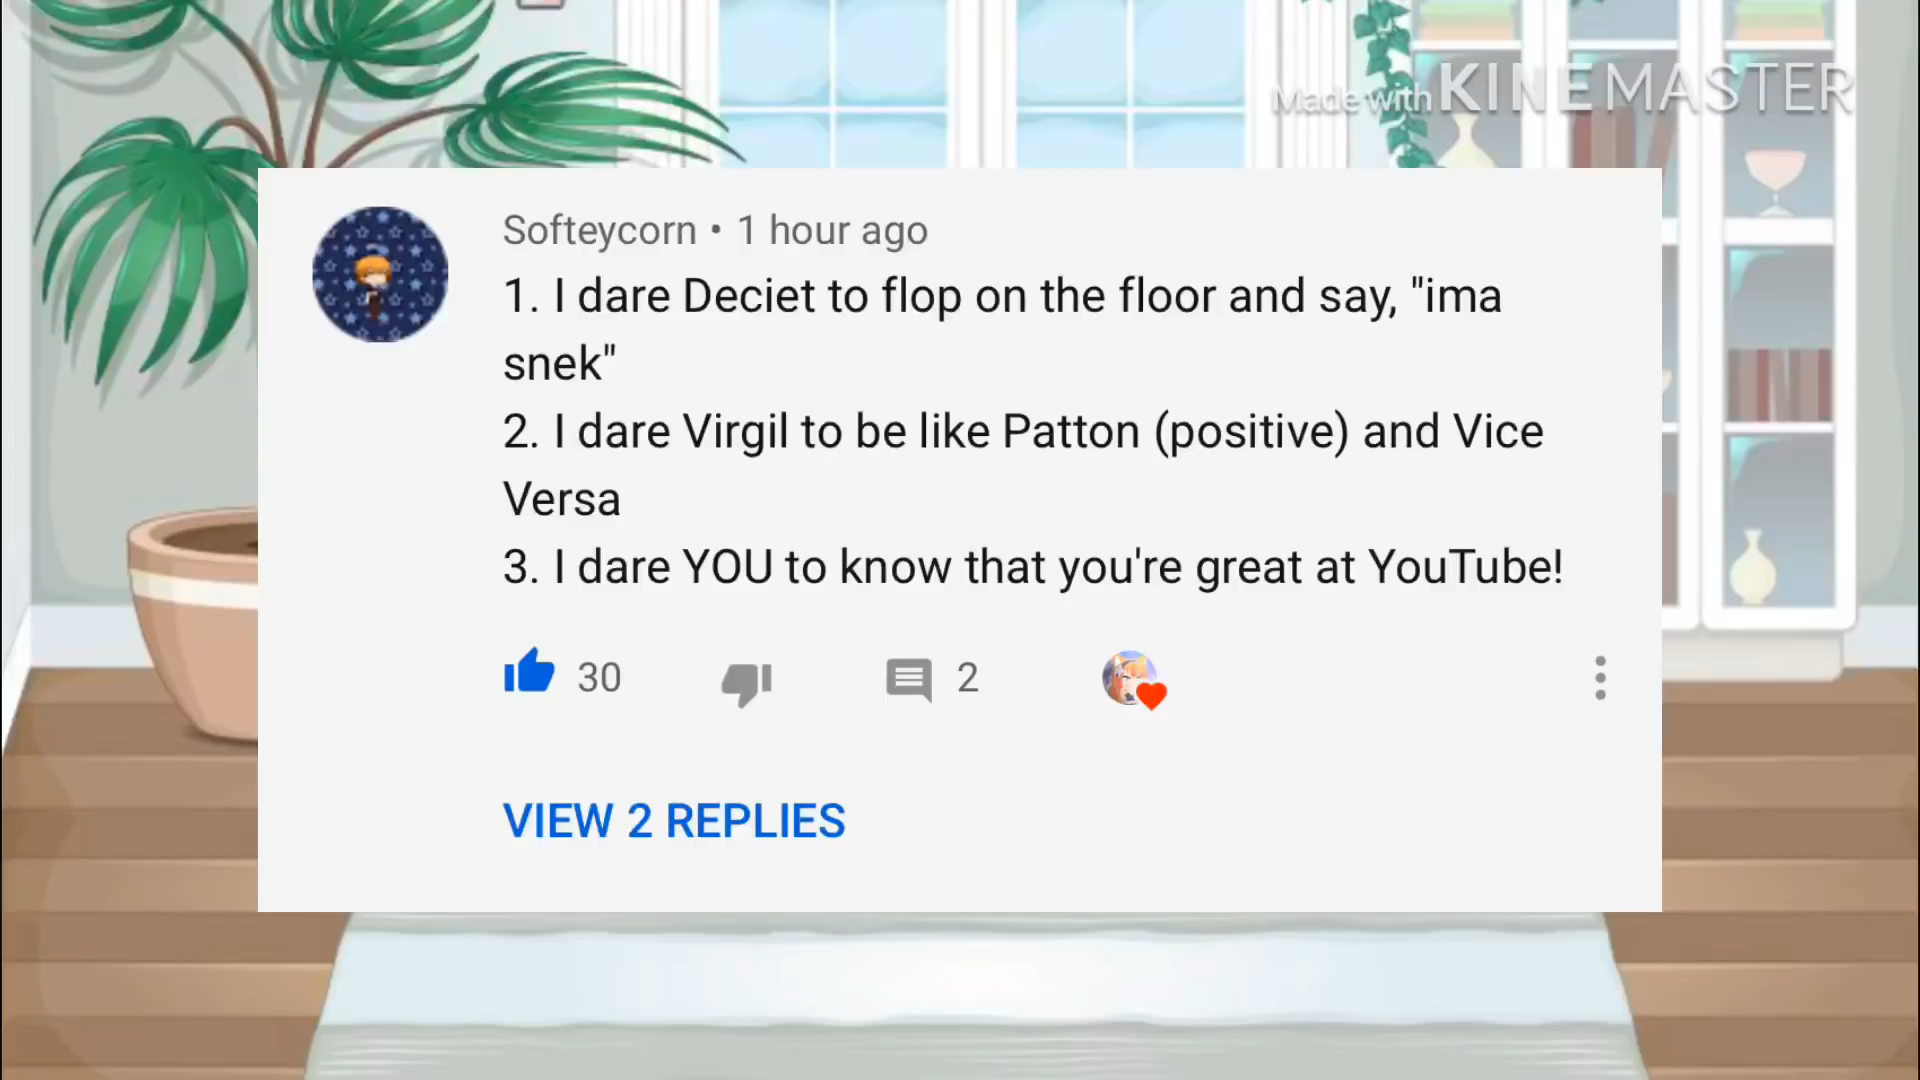 Made with KINEMASTER
Softeycorn • 1 hour ago
1. I dare Deciet to flop on the floor and say, "ima
snek"
2. I dare Virgil to be like Patton (positive) and Vice
Versa
3. I dare YOU to know that you're great at YouTube!
30
2
VIEW 2 REPLIES